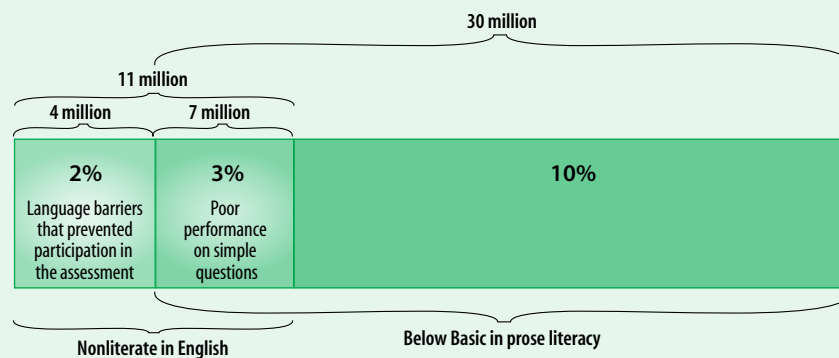 30 million
11 million
4 million
7 million
2%
Language barriers
that prevented
participation in
the assessment
3%
Poor
performance
on simple
questions
10%
Below Basic in prose literacy
Nonliterate in English